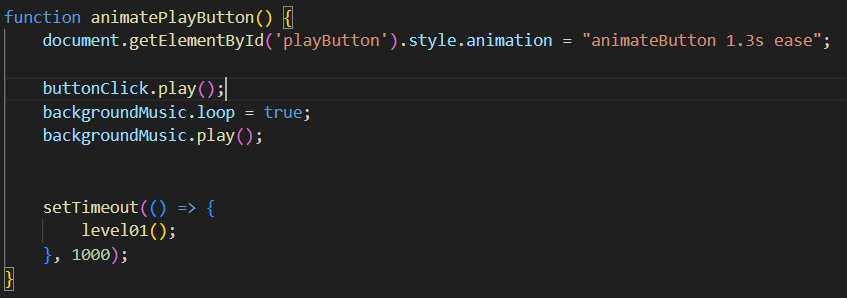 function animatePlayButton() {
    document.getElementById('playButton').style.animation = "animateButton 1.3s ease";
    buttonClick.play();
    backgroundMusic.loop = true;
    backgroundMusic.play();
    setTimeout(() => {
        level01();
    }, 1000);
}